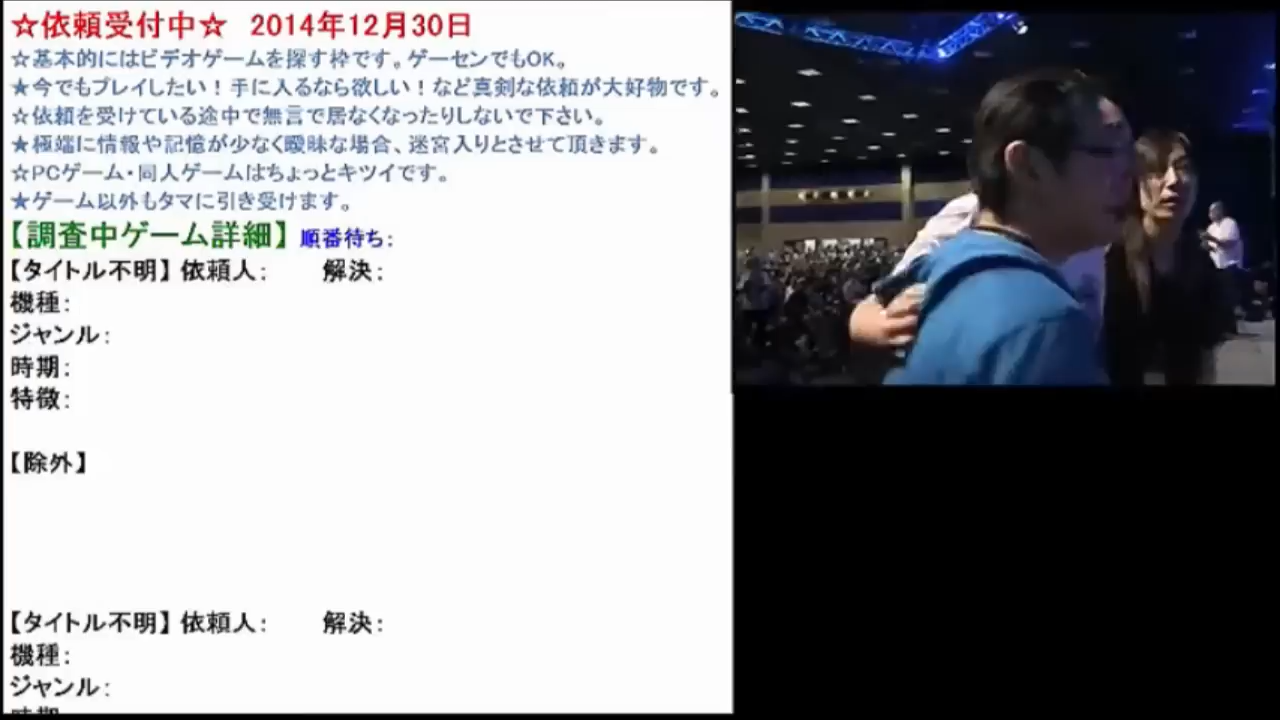 ☆依頼受付中☆ 2014年12月30日
☆基本的にはビデオゲームを探す枠です。ゲーセンでもOK。
★今でもプレイしたい！手に入るなら欲しい！など真剣な依頼が大好物です。
☆依頼を受けている途中で無言で居なくなったりしないで下さい。
★極端に情報や記憶が少なく曖昧な場合、迷宮入りとさせて頂きます。
☆PCゲーム・同人ゲームはちょっとキツイです。
★ゲーム以外もタマに引き受けます。
【調査中ゲーム詳細】 順番待ち:
【タイトル不明】 依頼人: 解決:
機種:
ジャンル:
時期:
特徴:
【除外】
【タイトル不明】 依頼人: 解決:
機種:
ジャンル: